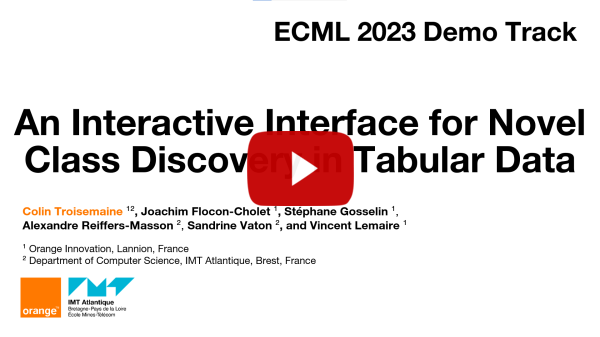 ECML 2023 Demo Track
An Interactive Interface for Novel
Class Discovery in Tabular Data
Colin Troisemaine ¹², Joachim Flocon-Cholet ¹, Stéphane Gosselin ¹,
Alexandre Reiffers-Masson ², Sandrine Vaton ², and Vincent Lemaire ¹
¹ Orange Innovation, Lannion, France
² Department of Computer Science, IMT Atlantique, Brest, France
orange™
IMT Atlantique
Bretagne-Pays de la Loire
École Mines-Télécom